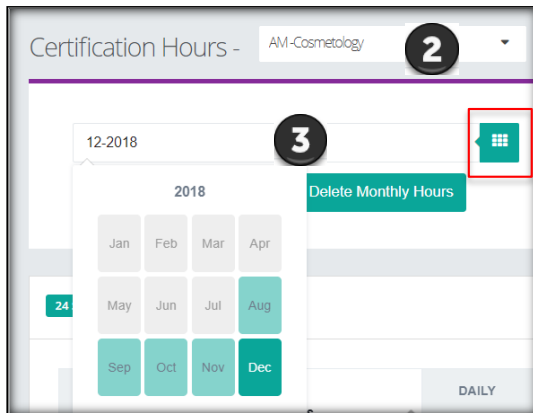 Certification Hours - AM-Cosmetology 2
12-2018 3
2018
Delete Monthly Hours
Jan Feb Mar Apr
24
May Jun Jul Aug
Sep Oct Nov Dec
DAILY